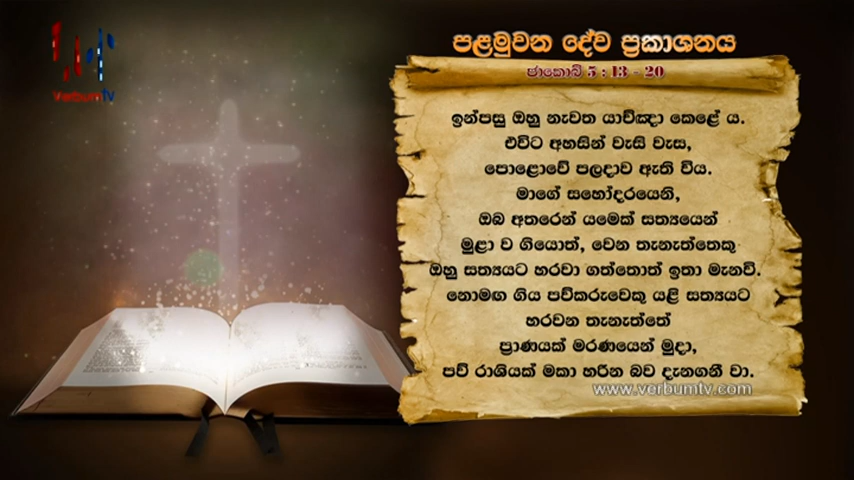 Verbumtv
පළමුවන දේව ප්‍රකාශනය
ජාකොබ් 5 : 13 - 20
ඉන්පසු ඔහු නැවත යාච්ඤා කෙළේ ය.
එවිට අහසින් වැසි වැස,
පොළොවේ පලදාව ඇති විය.
මාගේ සහෝදරයෙනි,
ඔබ අතරෙන් යමෙක් සත්‍යයෙන්
මුළා ව ගියොත්, වෙන තැනැත්තෙකු
ඔහු සත්‍යයට හරවා ගත්තොත් ඉතා මැනවි.
නොමඟ ගිය පව්කරුවෙකු යළි සත්‍යයට
හරවන තැනැත්තේ
ප්‍රාණයක් මරණයෙන් මුදා,
පව් රාශියක් මකා හරින බව දැනගනී වා.
www.verbumtv.com